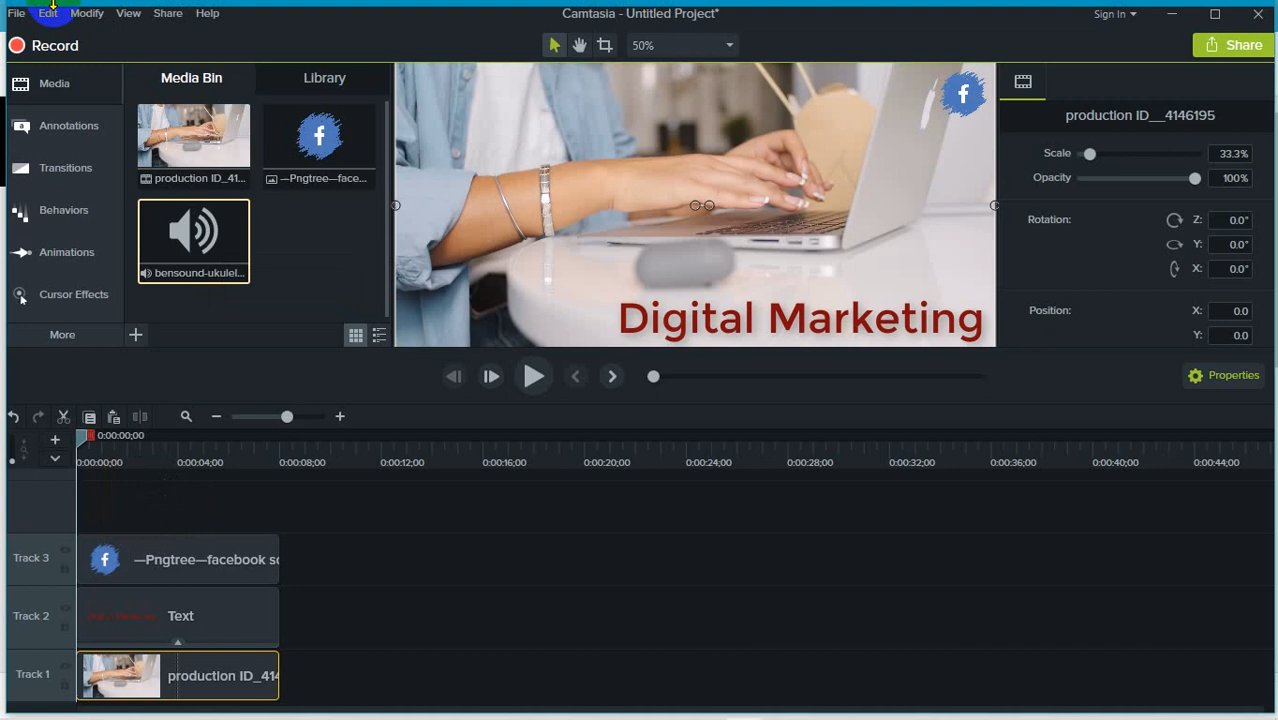 File Edit Modify View Share Help
Camtasia - Untitled Project*
Sign In
Record
50%
Share
Media
Annotations
Transitions
Behaviors
Animations
Cursor Effects
More
Media Bin
Library
production ID_41...
—Pngtree—face...
bensound-ukulel...
Digital Marketing
production ID__4146195
Scale 33.3%
Opacity 100%
Rotation: Z: 0.0°
Y: 0.0°
X: 0.0°
Position: X: 0.0
Y: 0.0
Properties
0:00:00;00
0:00:00;00 0:00:04;00 0:00:08;00 0:00:12;00 0:00:16;00 0:00:20;00 0:00:24;00 0:00:28;00 0:00:32;00 0:00:36;00 0:00:40;00 0:00:44;00
Track 3
—Pngtree—facebook so
Track 2
Text
Track 1
production ID_414